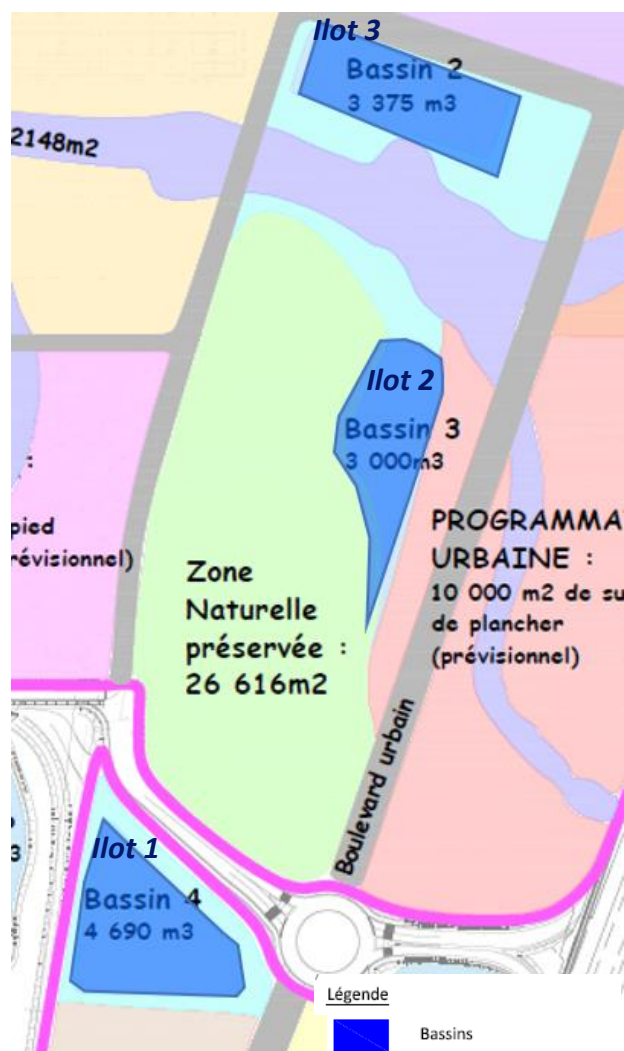 Ilot 3
Bassin 2
3 375 m3
2148m2
Ilot 2
Bassin 3
3 000m3
:
pied
révisionnel)
PROGRAMMA
URBAINE :
10 000 m2 de su
de plancher
(prévisionnel)
Zone
Naturelle
préservée :
26 616m2
Boulevard urbain
Ilot 1
3
Bassin 4
4 690 m3
Légende
Bassins